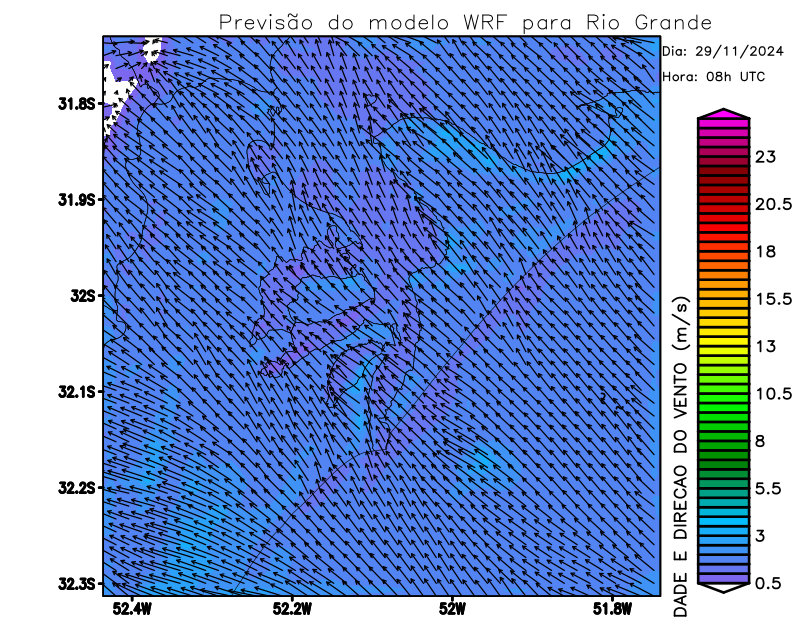 Previsão do modelo WRF para Rio Grande
Dia: 29/11/2024
Hora: 08h UTC
31.8S
31.9S
32S
32.1S
32.2S
32.3S
52.4W
52.2W
52W
51.8W
23
20.5
18
15.5
13
10.5
8
5.5
3
0.5
DADE E DIRECAO DO VENTO (m/s)